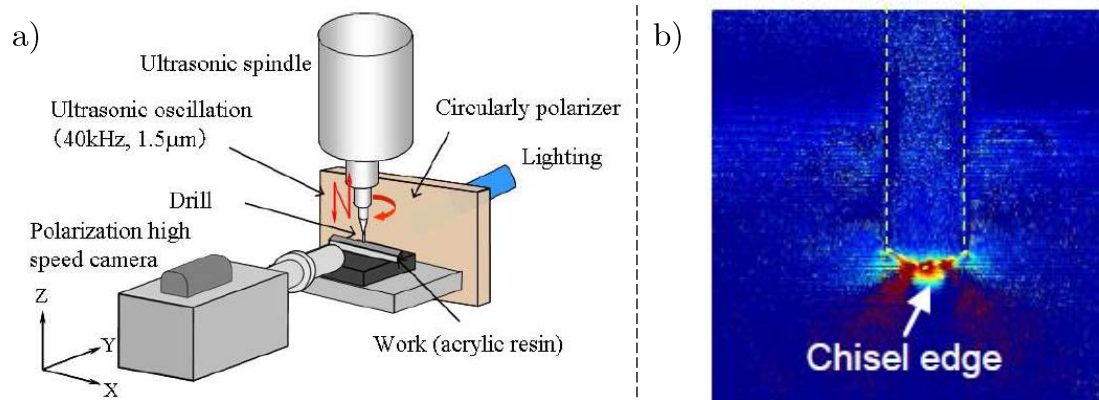 a)
Ultrasonic spindle
Ultrasonic oscillation
(40kHz, 1.5μm)
Circularly polarizer
Lighting
Drill
Polarization high
speed camera
Z
Y
X
Work (acrylic resin)
b)
Chisel edge